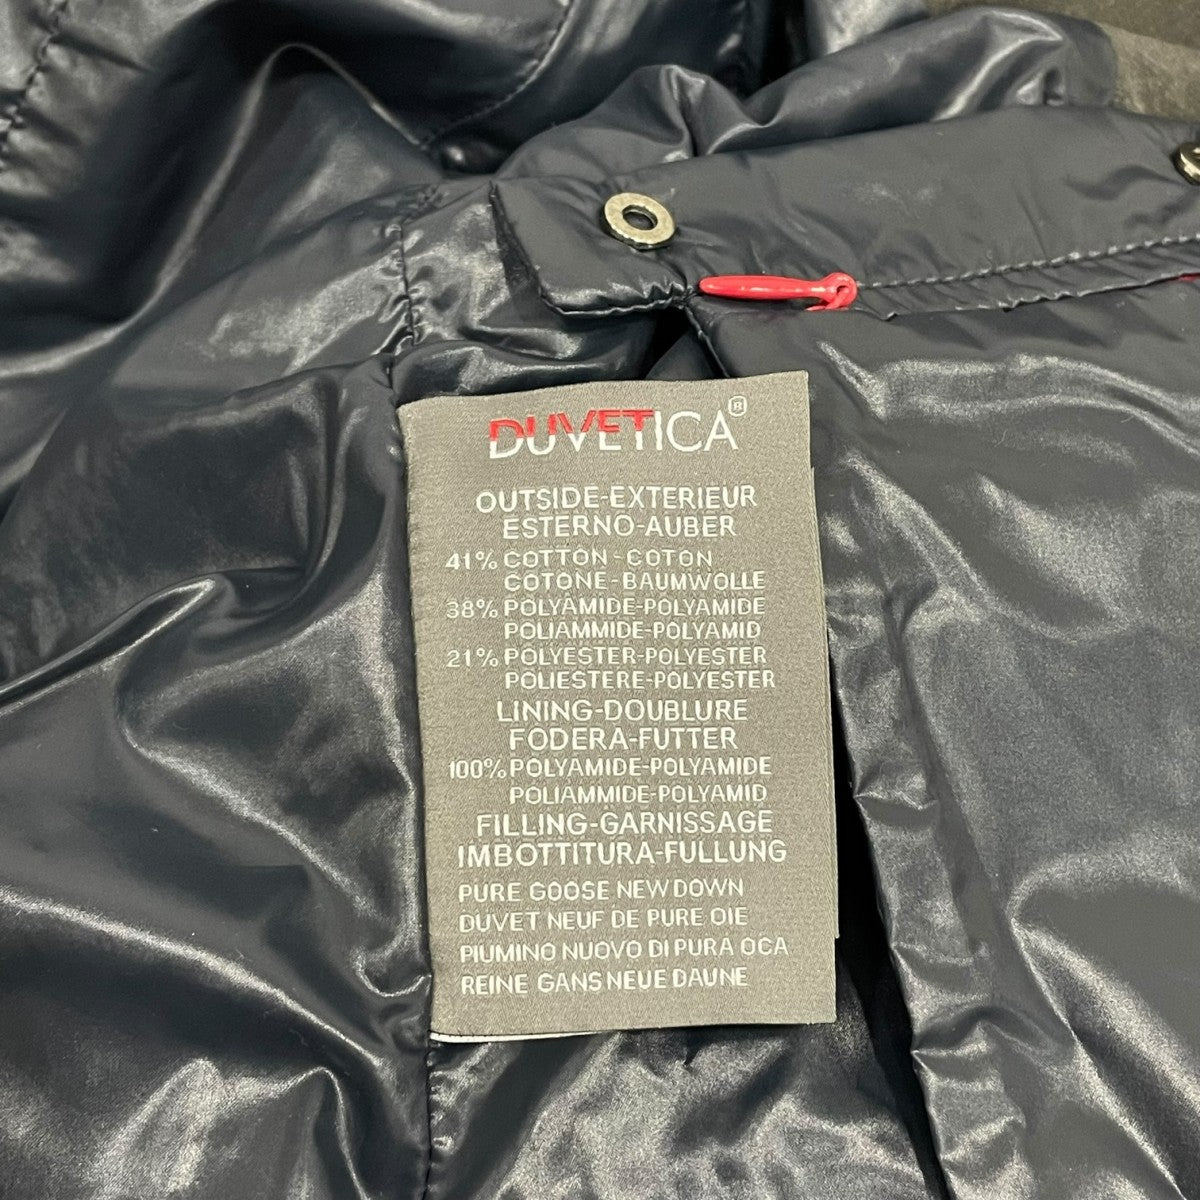 DUVETICA®
OUTSIDE-EXTERIEUR
ESTERNO-AUBER
41% COTTON-COTON
COTONE-BAUMWOLLE
38% POLYAMIDE-POLYAMIDE
POLIAMMIDE-POLYAMID
21% POLYESTER-POLYESTER
POLIESTERE-POLYESTER
LINING-DOUBLURE
FODERA-FUTTER
100% POLYAMIDE-POLYAMIDE
POLIAMMIDE-POLYAMID
FILLING-GARNISSAGE
IMBOTTITURA-FULLUNG
PURE GOOSE NEW DOWN
DUVET NEUF DE PURE OIE
PIUMINO NUOVO DI PURA OCA
REINE GANS NEUE DAUNE